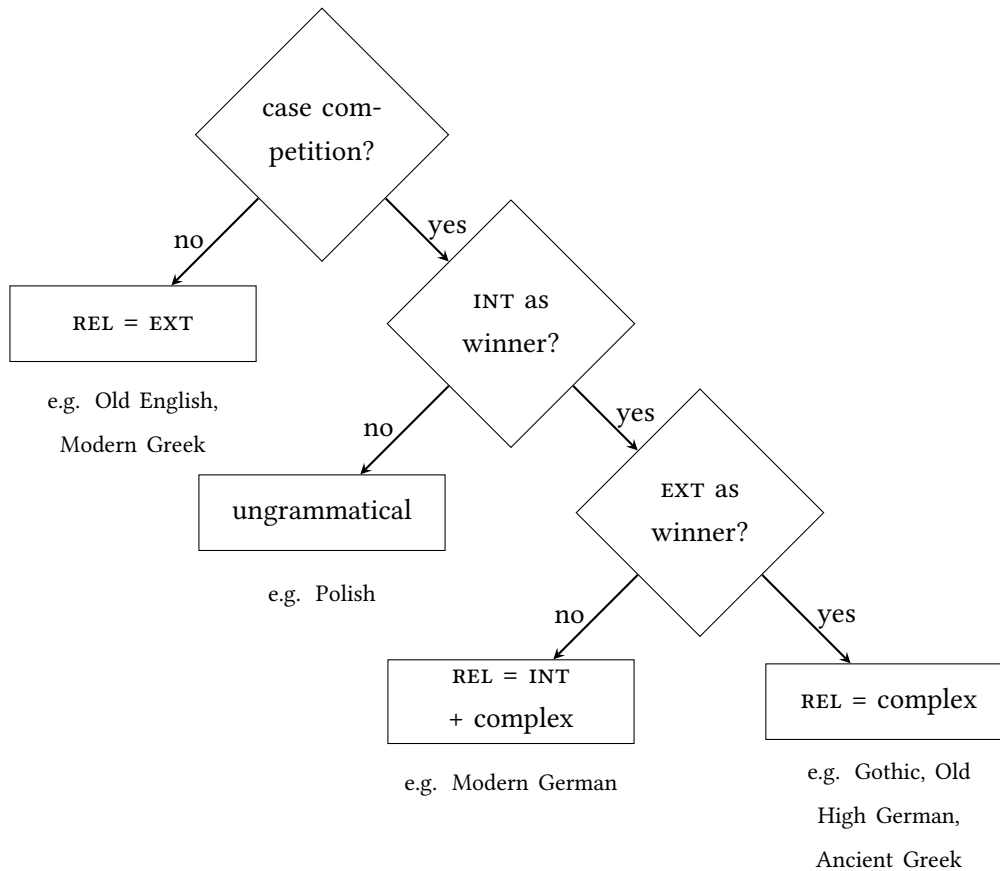 case com-
petition?
no
yes
REL = EXT
INT as
winner?
e.g. Old English,
Modern Greek
no
yes
ungrammatical
EXT as
winner?
e.g. Polish
no
yes
REL = INT
+ complex
REL = complex
e.g. Modern German
e.g. Gothic, Old
High German,
Ancient Greek